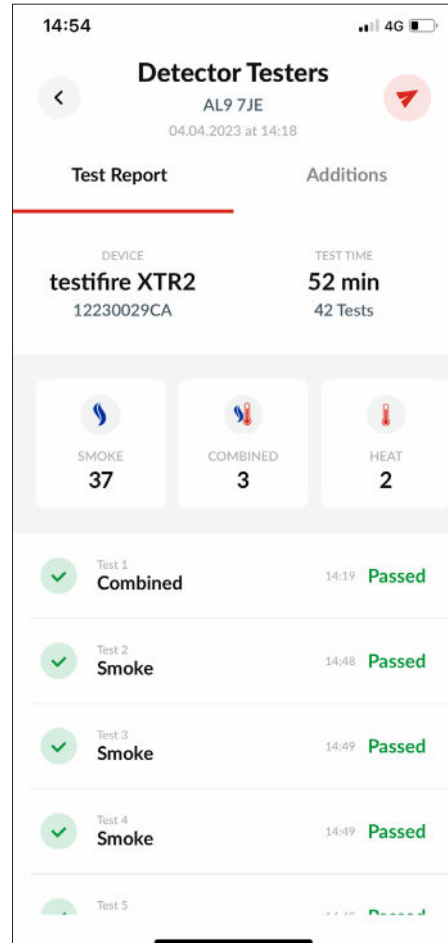 14:54
4G
Detector Testers
AL9 7JE
04.04.2023 at 14:18
Test Report
Additions
DEVICE
TEST TIME
testifire XTR2
52 min
12230029CA
42 Tests
SMOKE
COMBINED
HEAT
37
3
2
Test 1
Combined
14:19 Passed
Test 2
Smoke
14:48 Passed
Test 3
Smoke
14:49 Passed
Test 4
Smoke
14:49 Passed
Test 5